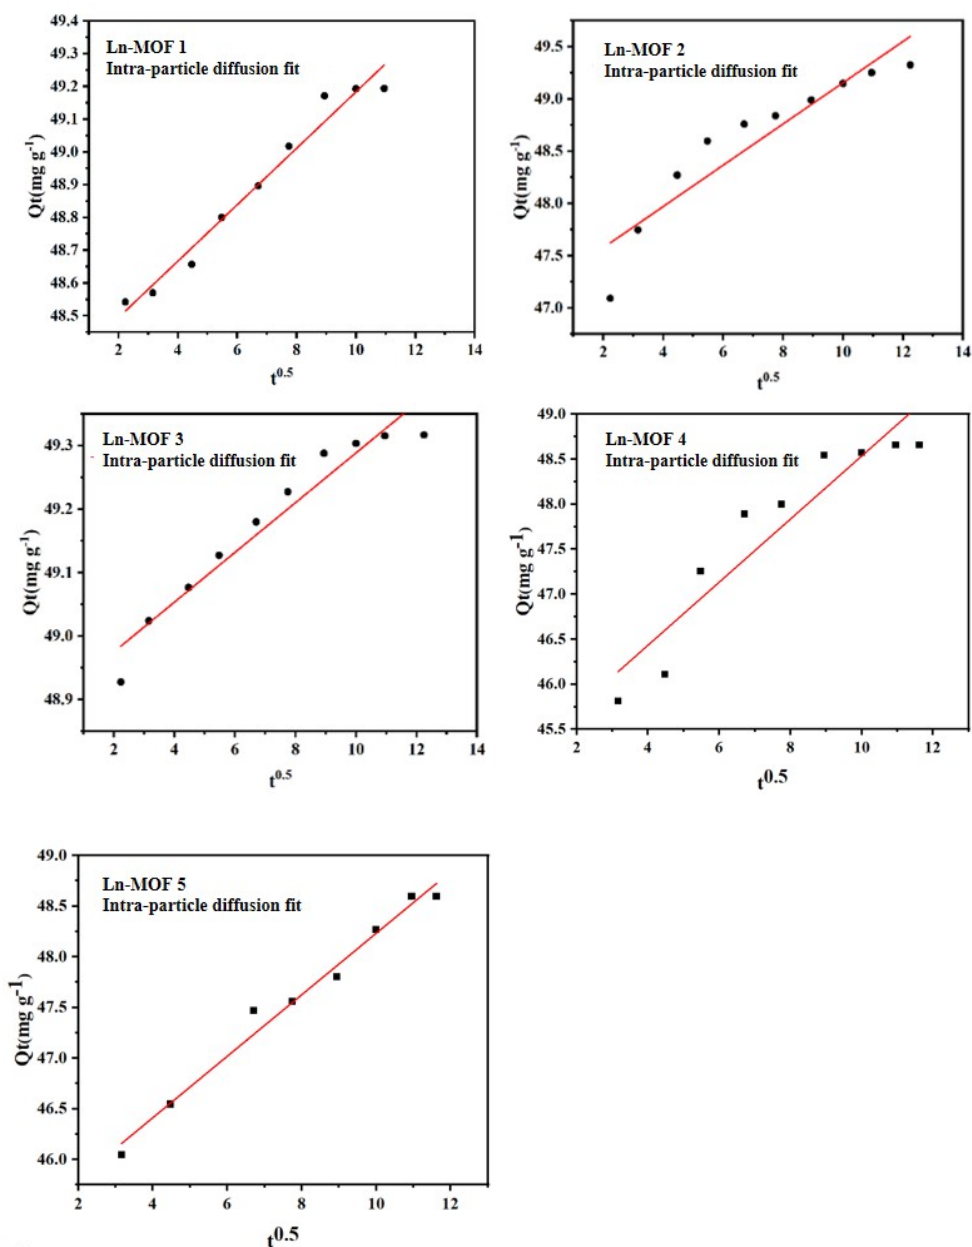 49.4
49.3
49.2
49.1
49.0
48.9
48.8
48.7
48.6
48.5
Qt(mg g⁻¹)
Ln-MOF 1
Intra-particle diffusion fit
2 4 6 8 10 12 14
t⁰·⁵
49.5
49.0
48.5
48.0
47.5
47.0
Qt(mg g⁻¹)
Ln-MOF 2
Intra-particle diffusion fit
2 4 6 8 10 12 14
t⁰·⁵
49.3
49.2
49.1
49.0
48.9
Qt(mg g⁻¹)
Ln-MOF 3
Intra-particle diffusion fit
2 4 6 8 10 12 14
t⁰·⁵
49.0
48.5
48.0
47.5
47.0
46.5
46.0
45.5
Qt(mg g⁻¹)
Ln-MOF 4
Intra-particle diffusion fit
2 4 6 8 10 12
t⁰·⁵
49.0
48.5
48.0
47.5
47.0
46.5
46.0
Qt(mg g⁻¹)
Ln-MOF 5
Intra-particle diffusion fit
2 4 6 8 10 12
t⁰·⁵